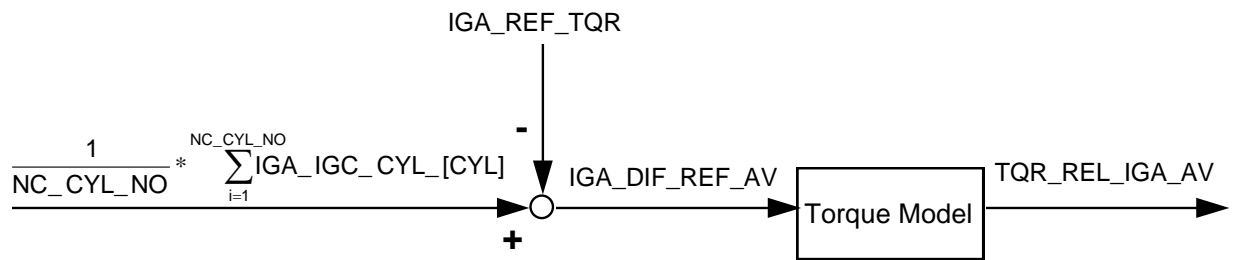 IGA_REF_TQR
-
1
NC_CYL_NO
*
NC_CYL_NO
∑IGA_IGC_CYL_[CYL]
i=1
+
IGA_DIF_REF_AV
Torque Model
TQR_REL_IGA_AV